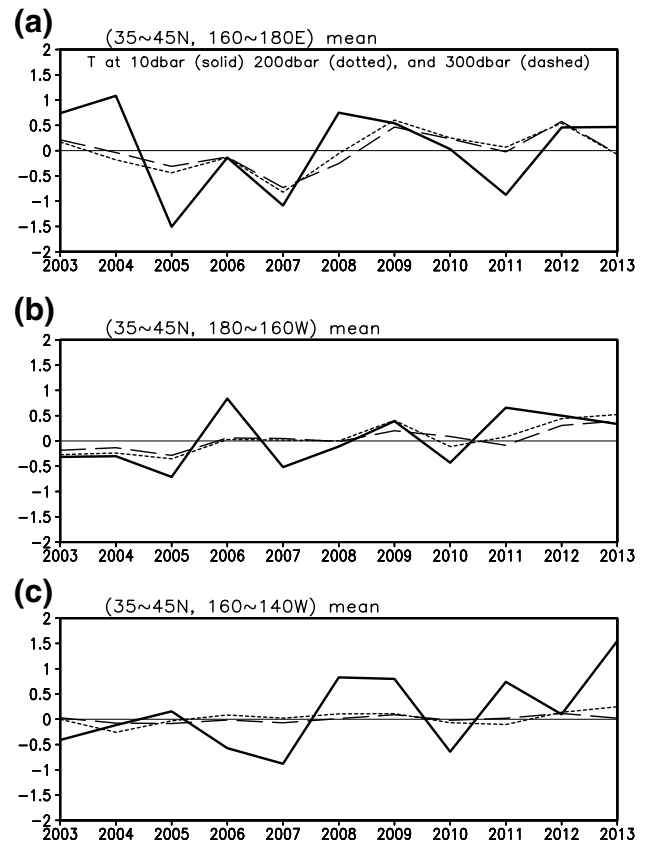 (a)
(35~45N, 160~180E) mean
T at 10dbar (solid) 200dbar (dotted), and 300dbar (dashed)
2
1.5
1
0.5
0
-0.5
-1
-1.5
-2
2003 2004 2005 2006 2007 2008 2009 2010 2011 2012 2013
(b)
(35~45N, 180~160W) mean
2
1.5
1
0.5
0
-0.5
-1
-1.5
-2
2003 2004 2005 2006 2007 2008 2009 2010 2011 2012 2013
(c)
(35~45N, 160~140W) mean
2
1.5
1
0.5
0
-0.5
-1
-1.5
-2
2003 2004 2005 2006 2007 2008 2009 2010 2011 2012 2013